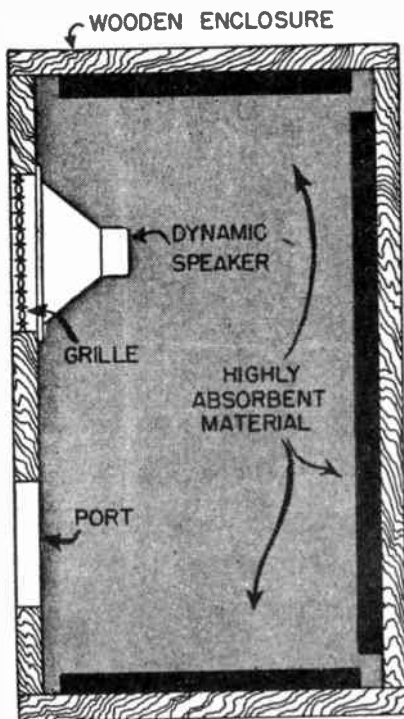 WOODEN ENCLOSURE
DYNAMIC
SPEAKER
GRILLE
HIGHLY
ABSORBENT
MATERIAL
PORT